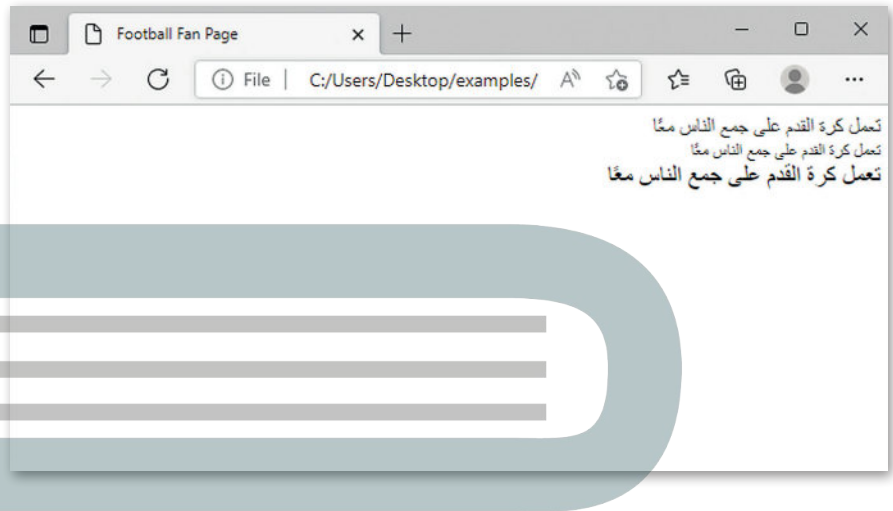 Football Fan Page
File | C:/Users/Desktop/examples/
تعمل كرة القدم على جمع الناس معًا
تعمل كرة القدم على جمع الناس معًا
تعمل كرة القدم على جمع الناس معًا